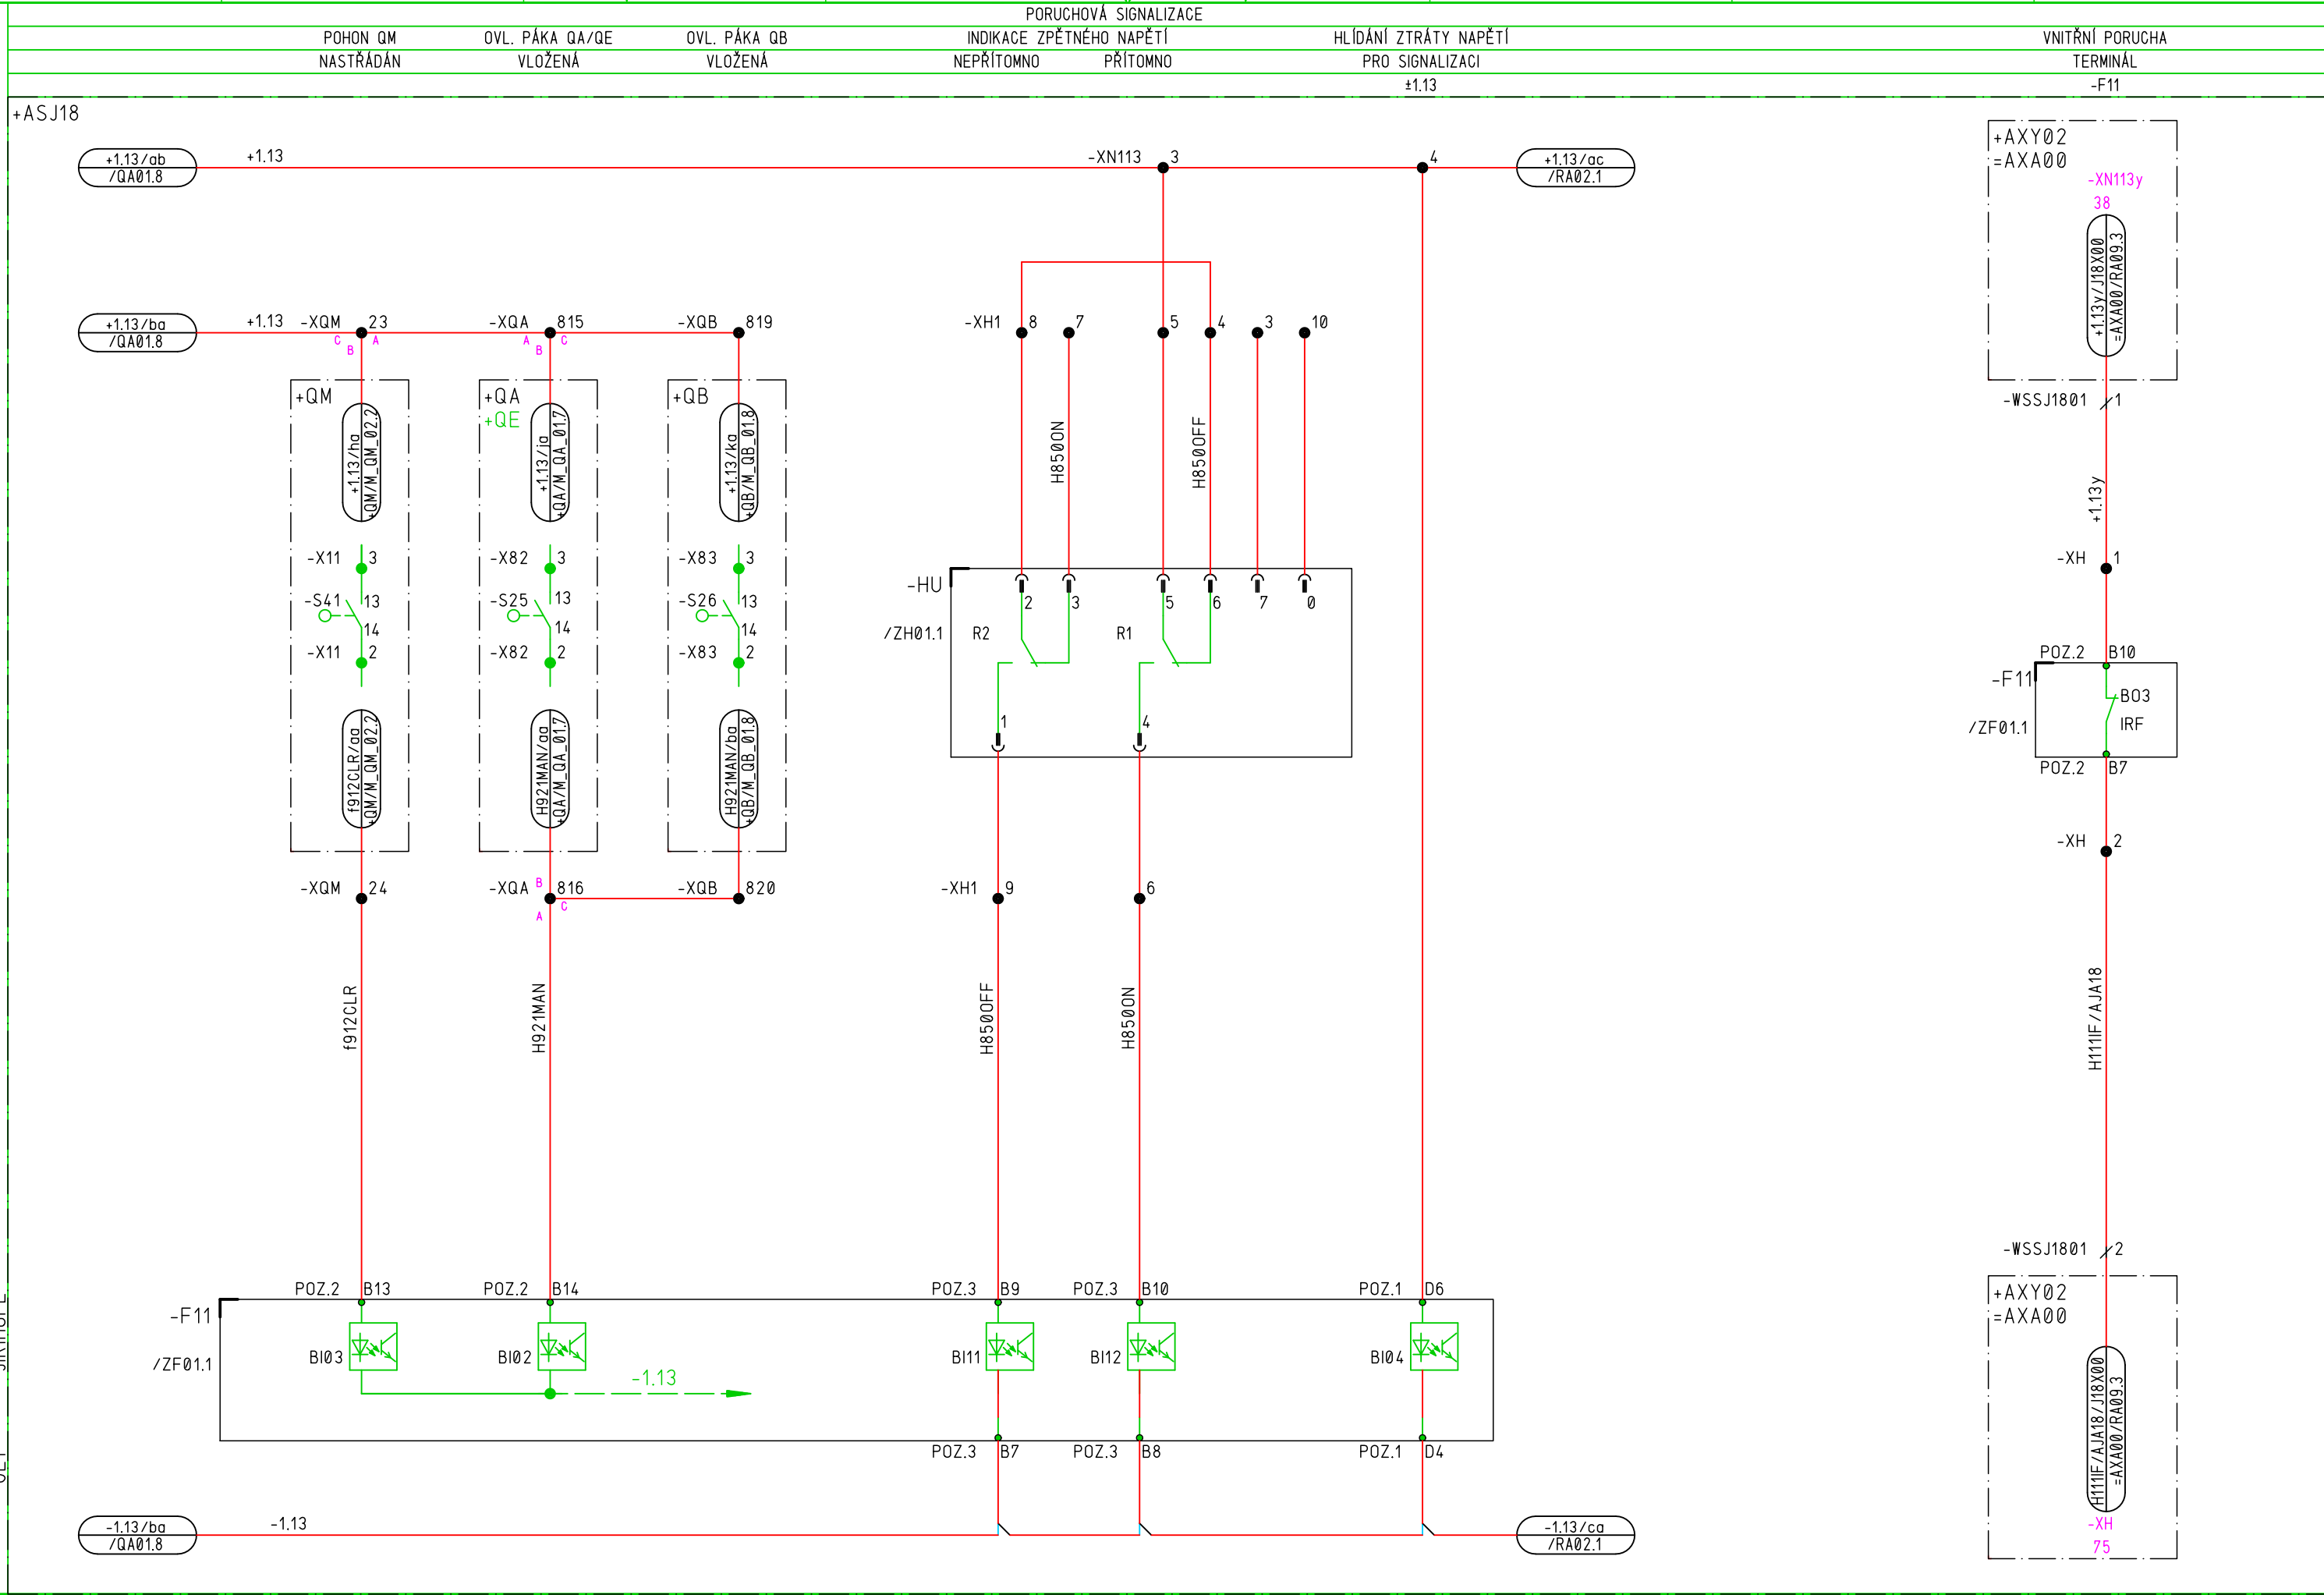 PORUCHOVÁ SIGNALIZACE
POHON QM OVL. PÁKA QA/QE OVL. PÁKA QB INDIKACE ZPĚTNÉHO NAPĚTÍ HLÍDÁNÍ ZTRÁTY NAPĚTÍ VNITŘNÍ PORUCHA
NASTŘÁDÁN VLOŽENÁ VLOŽENÁ NEPŘÍTOMNO PŘÍTOMNO PRO SIGNALIZACI TERMINÁL
±1.13 -F11
+ASJ18
+1.13/ab
/QA01.8
+1.13
-XN113 3
4
+1.13/ac
/RA02.1
+AXY02
=AXA00
-XN113y
38
+1.13y/J18X00
=AXA00/RA09.3
+1.13/ba
/QA01.8
+1.13
-XQM 23
C B A
-XQA 815
A B C
-XQB 819
-XH1 8 7 5 4 3 10
-WSSJ1801 1
+QM
+1.13/ha
+QM/M_QM_02.2
+QA
+QE
+1.13/ja
+QA/M_QA_01.7
+QB
+1.13/ka
+QB/M_QB_01.8
H850ON
H850OFF
+1.13y
-X11 3
-X82 3
-X83 3
-XH 1
-HU
/ZH01.1
2 3 5 6 7 0
R2 R1
-S41 13
14
-S25 13
14
-S26 13
14
-X11 2
-X82 2
-X83 2
POZ.2 B10
-F11
/ZF01.1
BO3
IRF
POZ.2 B7
1 4
f912CLR/aa
+QM/M_QM_02.2
H921MAN/aa
+QA/M_QA_01.7
H921MAN/ba
+QB/M_QB_01.8
-XH 2
-XQM 24
-XQA 816
B A C
-XQB 820
-XH1 9 6
f912CLR
H921MAN
H850OFF
H850ON
H111IF/AJA18
-WSSJ1801 2
POZ.2 B13
POZ.2 B14
POZ.3 B9
POZ.3 B10
POZ.1 D6
-F11
/ZF01.1
BI03 BI02 BI11 BI12 BI04
-1.13
POZ.3 B7
POZ.3 B8
POZ.1 D4
+AXY02
=AXA00
H111IF/AJA18/J18X00
=AXA00/RA09.3
-XH
75
-1.13/ba
/QA01.8
-1.13
-1.13/ca
/RA02.1